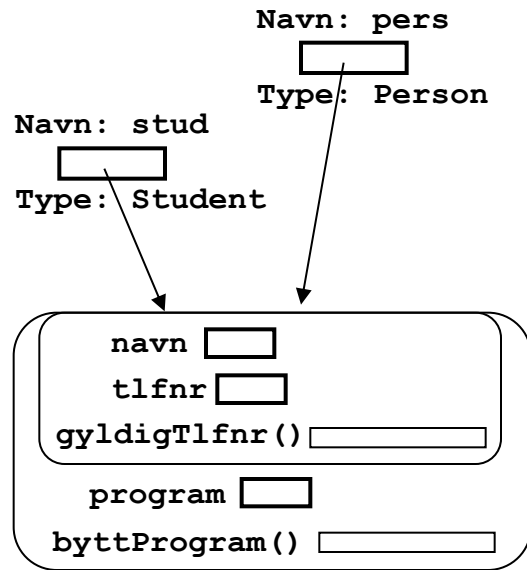 Navn: pers
Type: Person
Navn: stud
Type: Student
navn
tlfnr
gyldigTlfnr()
program
byttProgram()